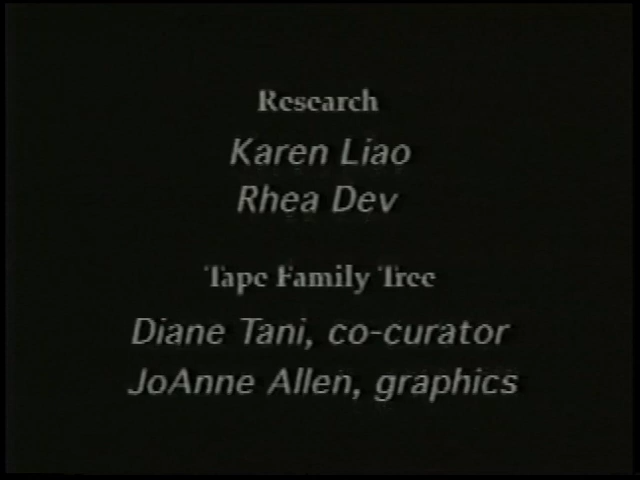 Research
Karen Liao
Rhea Dev
Tape Family Tree
Diane Tani, co-curator
JoAnne Allen, graphics